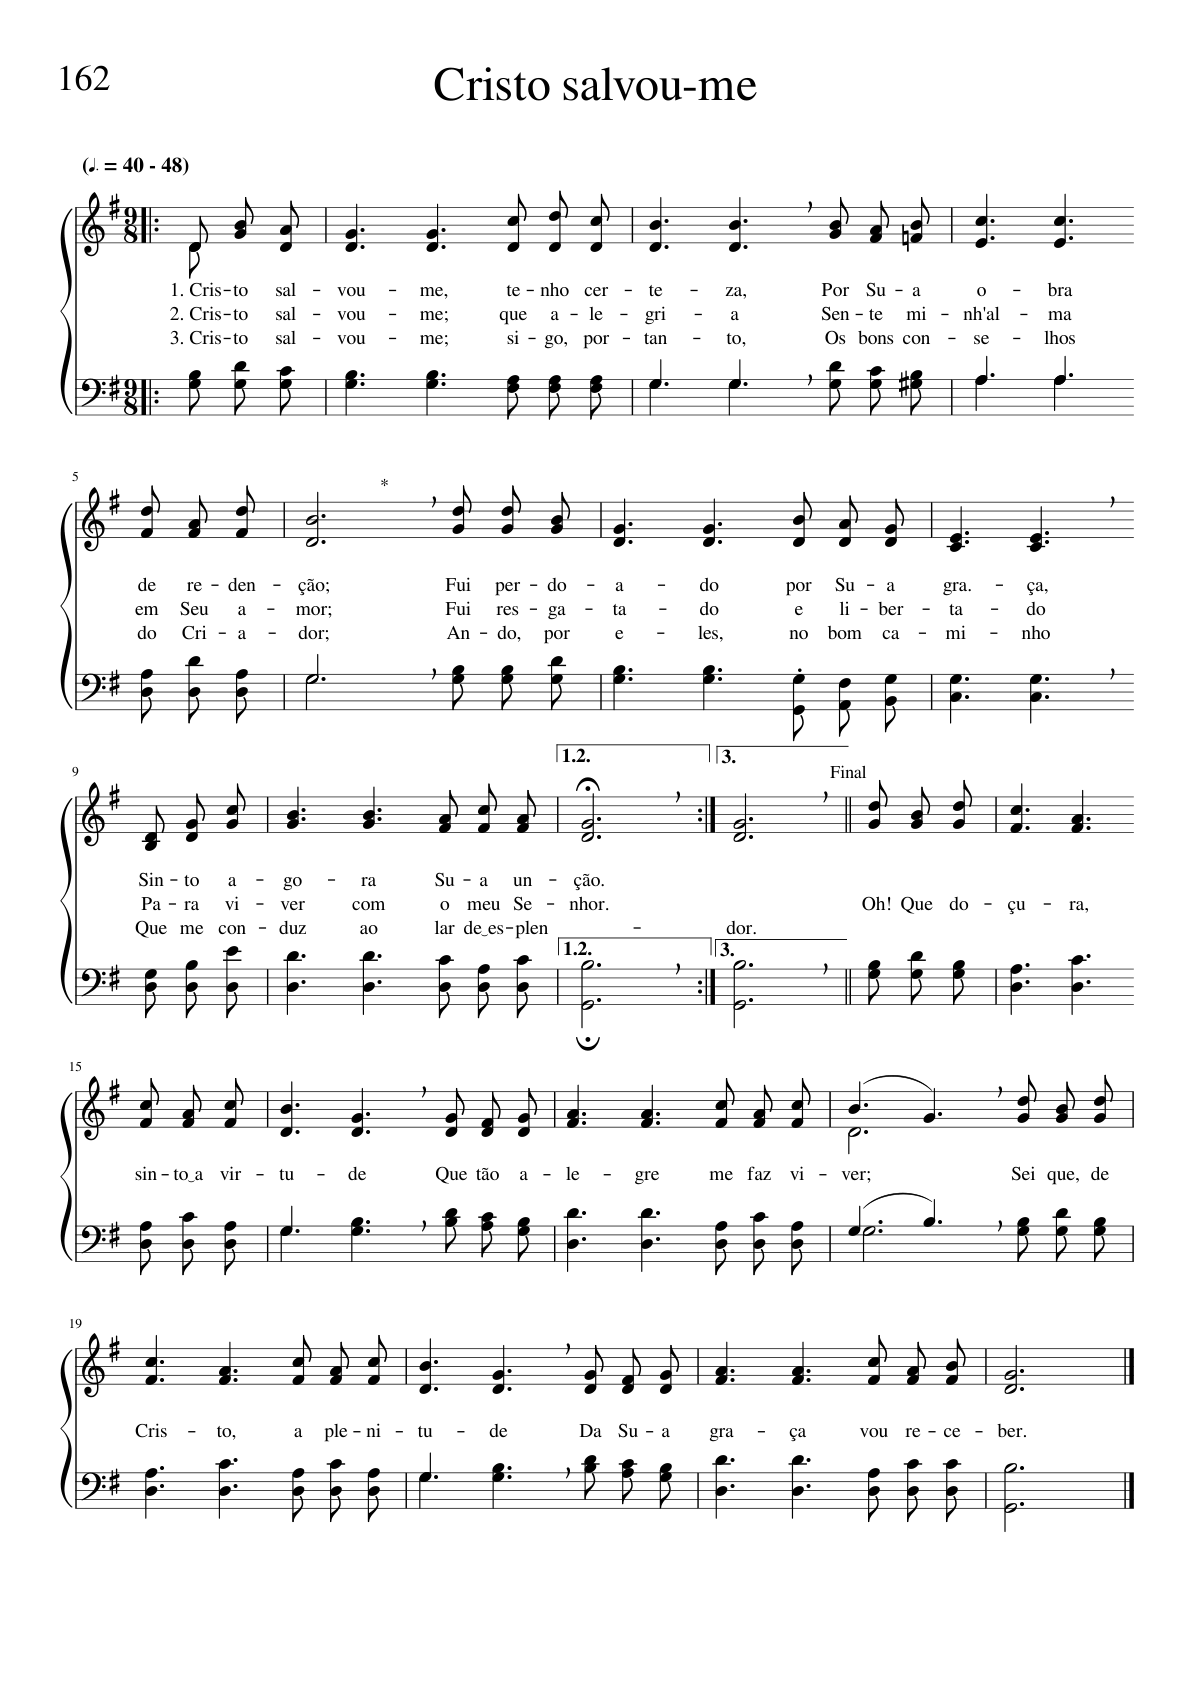 162
Cristo salvou-me
(♩. = 40 - 48)
9 8
1. Cris – to sal – vou – me, te – nho cer – te – za, Por Su – a o – bra
2. Cris – to sal – vou – me; que a – le – gri – a Sen – te mi – nh'al – ma
3. Cris – to sal – vou – me; si – go, por – tan – to, Os bons con – se – lhos
9 8
5
*
de re – den – ção; Fui per – do – a – do por Su – a gra. – ça,
em Seu a – mor; Fui res – ga – ta – do e li – ber – ta – do
do Cri – a – dor; An – do, por e – les, no bom ca – mi – nho
1.2. 3.
9 Final
Sin – to a – go – ra Su – a un – ção.
Pa – ra vi – ver com o meu Se – nhor. Oh! Que do – çu – ra,
Que me con – duz ao lar de‿es – plen – dor.
1.2. 3.
15
sin – to‿a vir – tu – de Que tão a – le – gre me faz vi – ver; Sei que, de
19
Cris – to, a ple – ni – tu – de Da Su – a gra – ça vou re – ce – ber.